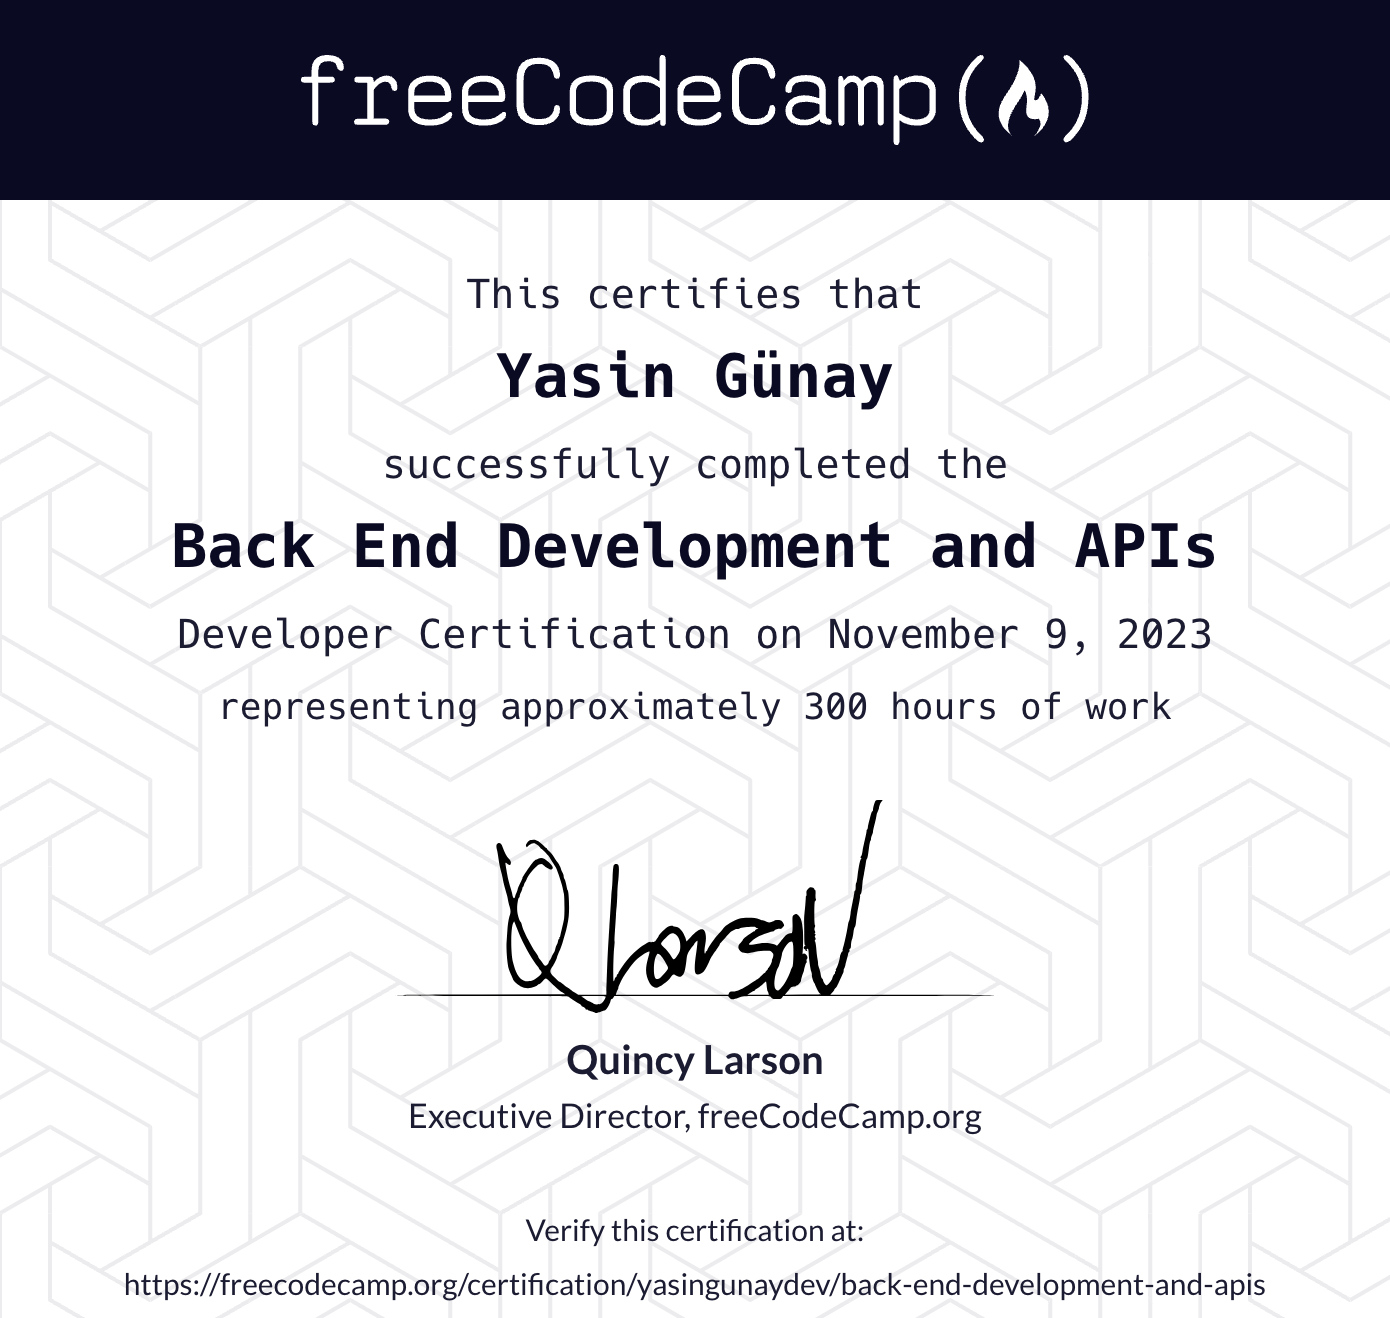 freeCodeCamp
This certifies that
Yasin Günay
successfully completed the
Back End Development and APIs
Developer Certification on November 9, 2023
representing approximately 300 hours of work
Q Larson
Quincy Larson
Executive Director, freeCodeCamp.org
Verify this certification at:
https://freecodecamp.org/certification/yasingunaydev/back-end-development-and-apis